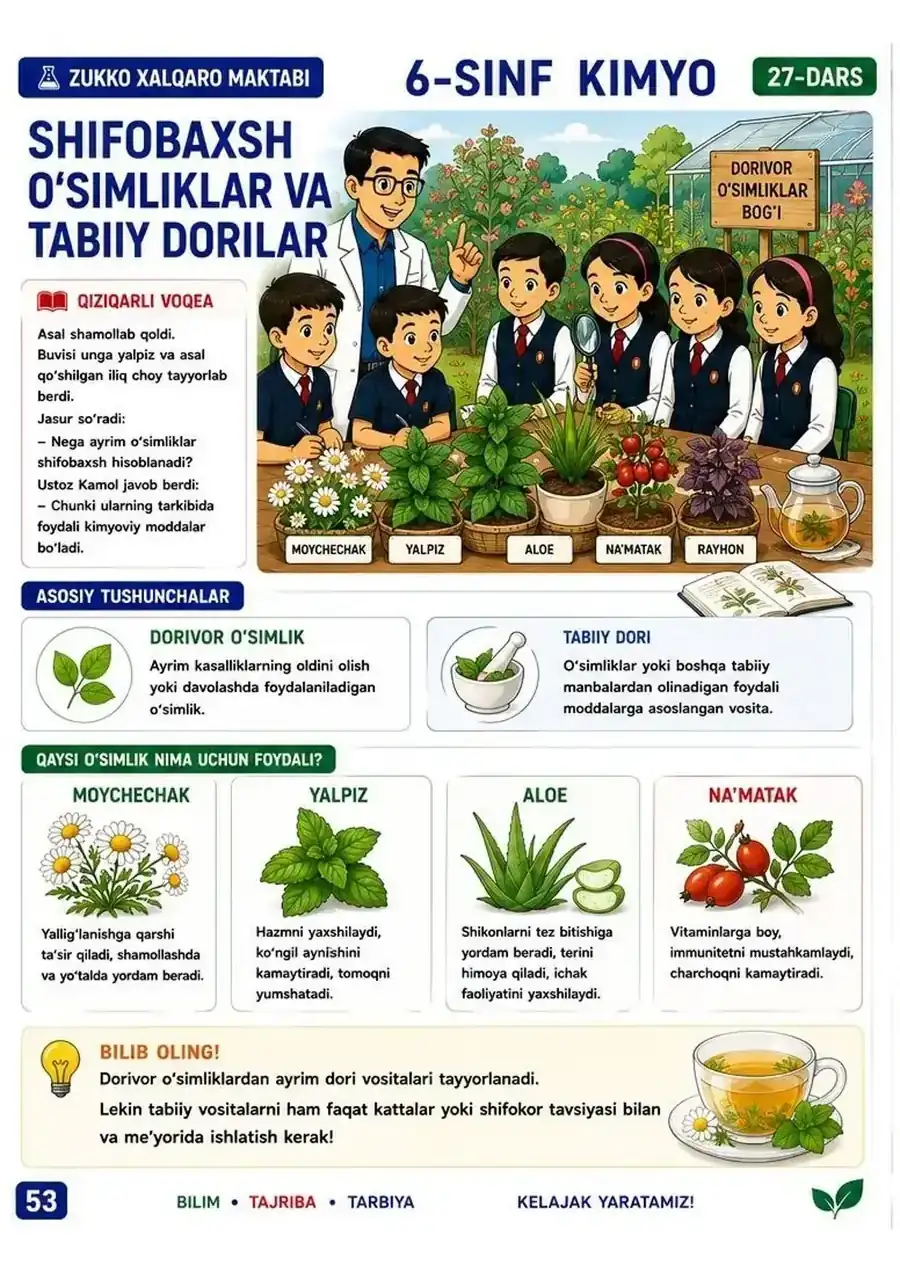 ZUKKO XALQARO MAKTABI
6-SINF KIMYO
27-DARS
SHIFOBAXSH
O‘SIMLIKLAR VA
TABIIY DORILAR
DORIVOR
O‘SIMLIKLAR
BOG‘I
QIZIQARLI VOQEA
Asal shamollab qoldi.
Buvisi unga yalpiz va asal
qo‘shilgan iliq choy tayyorlab
berdi.
Jasur so‘radi:
– Nega ayrim o‘simliklar
shifobaxsh hisoblanadi?
Ustoz Kamol javob berdi:
– Chunki ularning tarkibida
foydali kimyoviy moddalar
bo‘ladi.
MOYCHECHAK
YALPIZ
ALOE
NA’MATAK
RAYHON
ASOSIY TUSHUNCHALAR
DORIVOR O‘SIMLIK
Ayrim kasalliklarning oldini olish
yoki davolashda foydalaniladigan
o‘simlik.
TABIIY DORI
O‘simliklar yoki boshqa tabiiy
manbalardan olinadigan foydali
moddalarga asoslangan vosita.
QAYSI O‘SIMLIK NIMA UCHUN FOYDALI?
MOYCHECHAK
Yallig‘lanishga qarshi
ta’sir qiladi, shamollashda
va yo‘talda yordam beradi.
YALPIZ
Hazmni yaxshilaydi,
ko‘ngil aynishini
kamaytiradi, tomoqni
yumshatadi.
ALOE
Shikonlarni tez bitishiga
yordam beradi, terini
himoya qiladi, ichak
faoliyatini yaxshilaydi.
NA’MATAK
Vitaminlarga boy,
immunitetni mustahkamlaydi,
charchoqni kamaytiradi.
BILIB OLING!
Dorivor o‘simliklardan ayrim dori vositalari tayyorlanadi.
Lekin tabiiy vositalarni ham faqat kattalar yoki shifokor tavsiyasi bilan
va me’yorida ishlatish kerak!
53
BILIM • TAJRIBA • TARBIYA
KELAJAK YARATAMIZ!